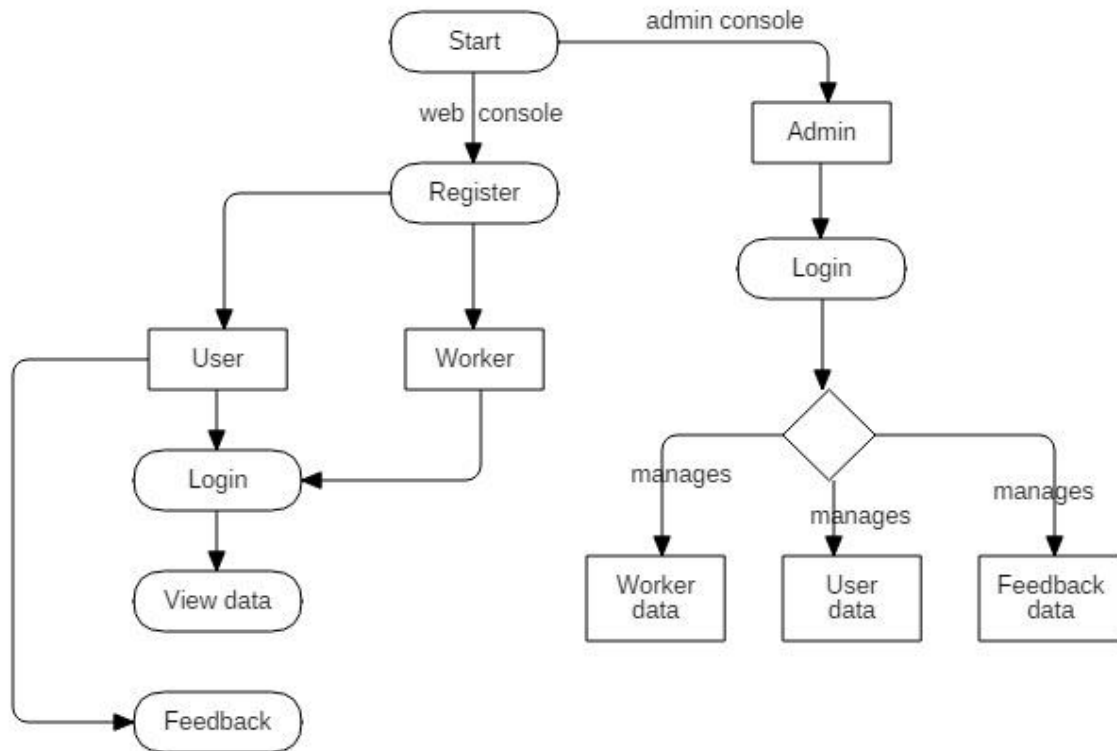 Start
admin console
web console
Admin
Register
Login
User
Worker
Login
manages
manages
manages
View data
Worker
data
User
data
Feedback
data
Feedback